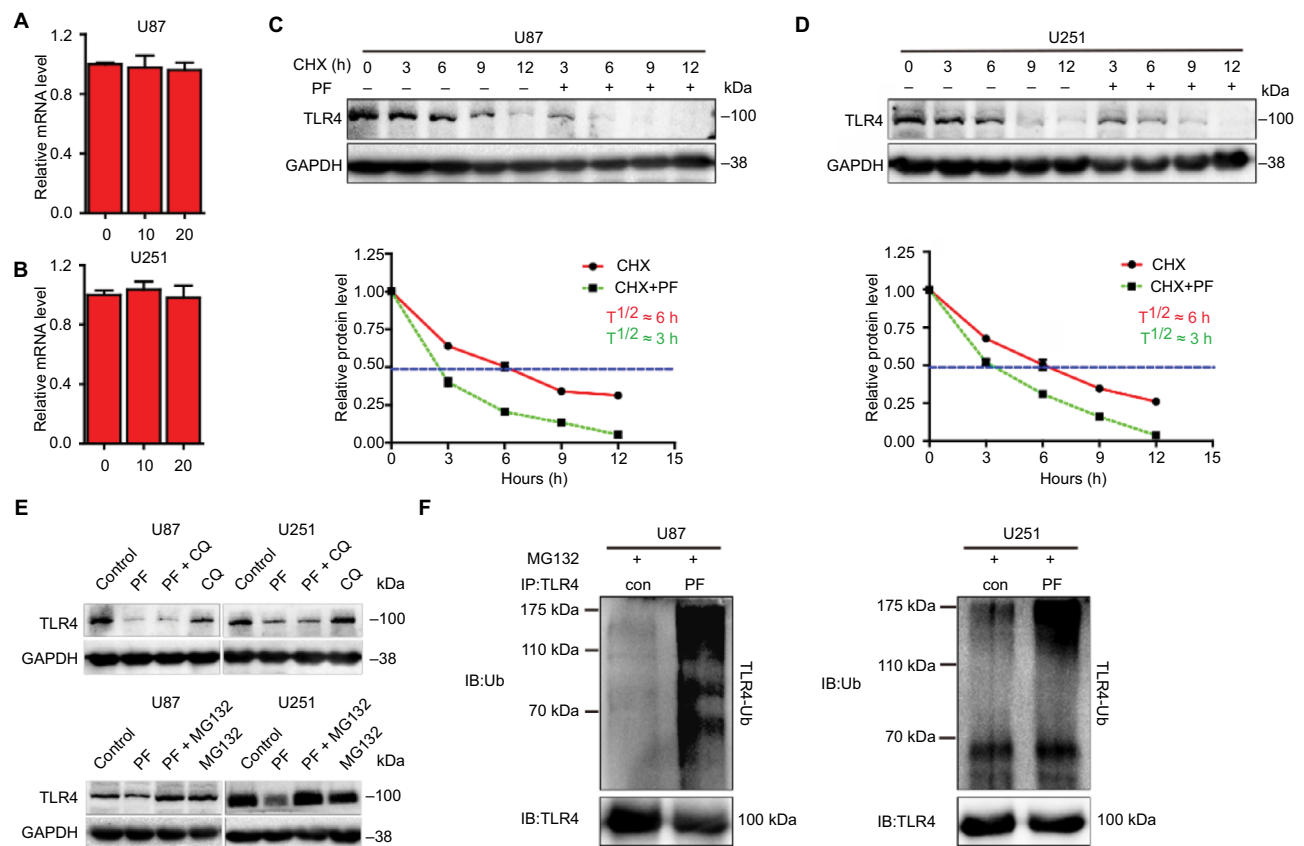 A
U87
Relative mRNA level
1.2
0.8
0.4
0.0
0 10 20
B
U251
Relative mRNA level
1.2
0.8
0.4
0.0
0 10 20
C
U87
CHX (h) 0 3 6 9 12 3 6 9 12
PF – – – – – + + + + kDa
TLR4 –100
GAPDH –38
Relative protein level
1.25
1.00
0.75
0.50
0.25
0.00
CHX
CHX+PF
T1/2 ≈ 6 h
T1/2 ≈ 3 h
0 3 6 9 12 15
Hours (h)
D
U251
0 3 6 9 12 3 6 9 12
– – – – – + + + + kDa
TLR4 –100
GAPDH –38
Relative protein level
1.25
1.00
0.75
0.50
0.25
0.00
CHX
CHX+PF
T1/2 ≈ 6 h
T1/2 ≈ 3 h
0 3 6 9 12 15
Hours (h)
E
U87 U251
Control PF PF + CQ CQ Control PF PF + CQ CQ kDa
TLR4 –100
GAPDH –38
U87 U251
Control PF PF + MG132 MG132 Control PF PF + MG132 MG132 kDa
TLR4 –100
GAPDH –38
F
U87
MG132 + +
IP:TLR4 con PF
175 kDa
110 kDa
70 kDa
IB:Ub
TLR4-Ub
IB:TLR4 100 kDa
U251
+ +
con PF
175 kDa
110 kDa
70 kDa
IB:Ub
TLR4-Ub
IB:TLR4 100 kDa